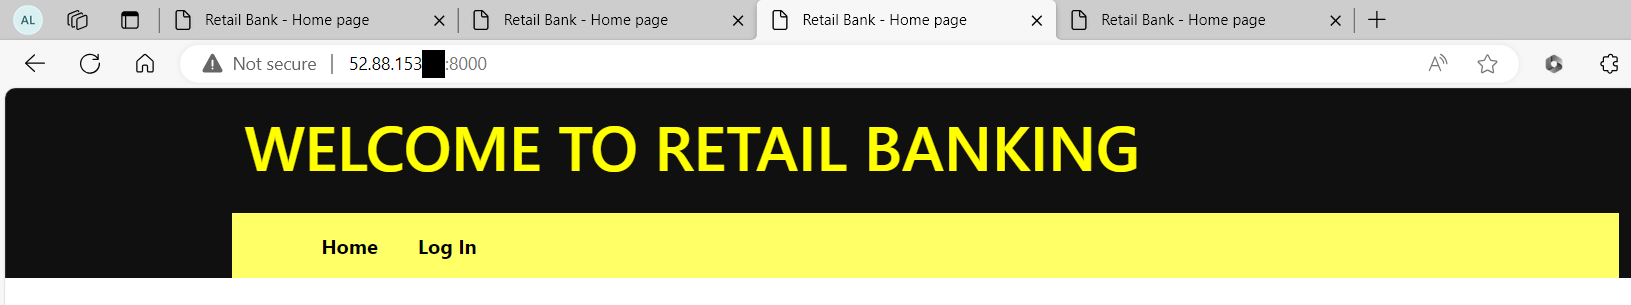 AL Retail Bank - Home page Retail Bank - Home page Retail Bank - Home page Retail Bank - Home page
Not secure | 52.88.153 :8000
WELCOME TO RETAIL BANKING
Home Log In